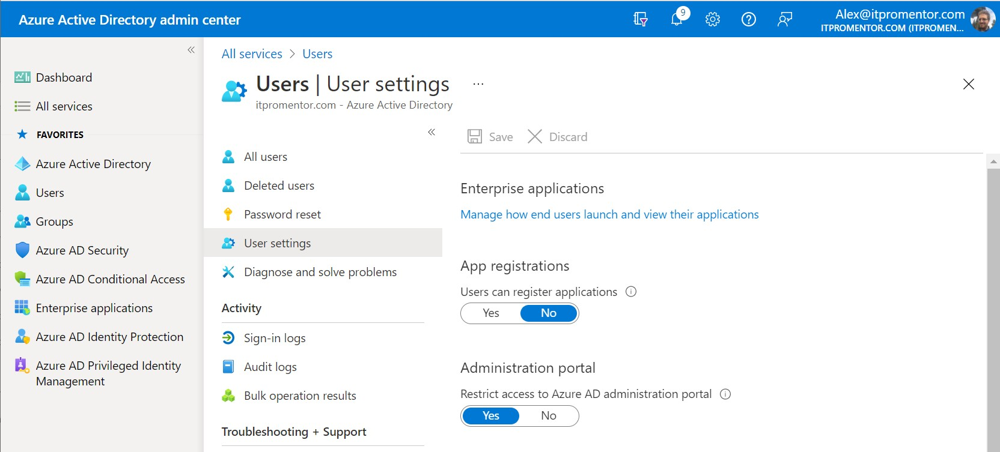 Azure Active Directory admin center
9
Alex@itpromentor.com
ITPROMENTOR.COM (ITPROMEN...
Dashboard
All services
FAVORITES
Azure Active Directory
Users
Groups
Azure AD Security
Azure AD Conditional Access
Enterprise applications
Azure AD Identity Protection
Azure AD Privileged Identity
Management
All services > Users
Users | User settings ...
itpromentor.com - Azure Active Directory
All users
Deleted users
Password reset
User settings
Diagnose and solve problems
Activity
Sign-in logs
Audit logs
Bulk operation results
Troubleshooting + Support
Save Discard
Enterprise applications
Manage how end users launch and view their applications
App registrations
Users can register applications
Yes No
Administration portal
Restrict access to Azure AD administration portal
Yes No